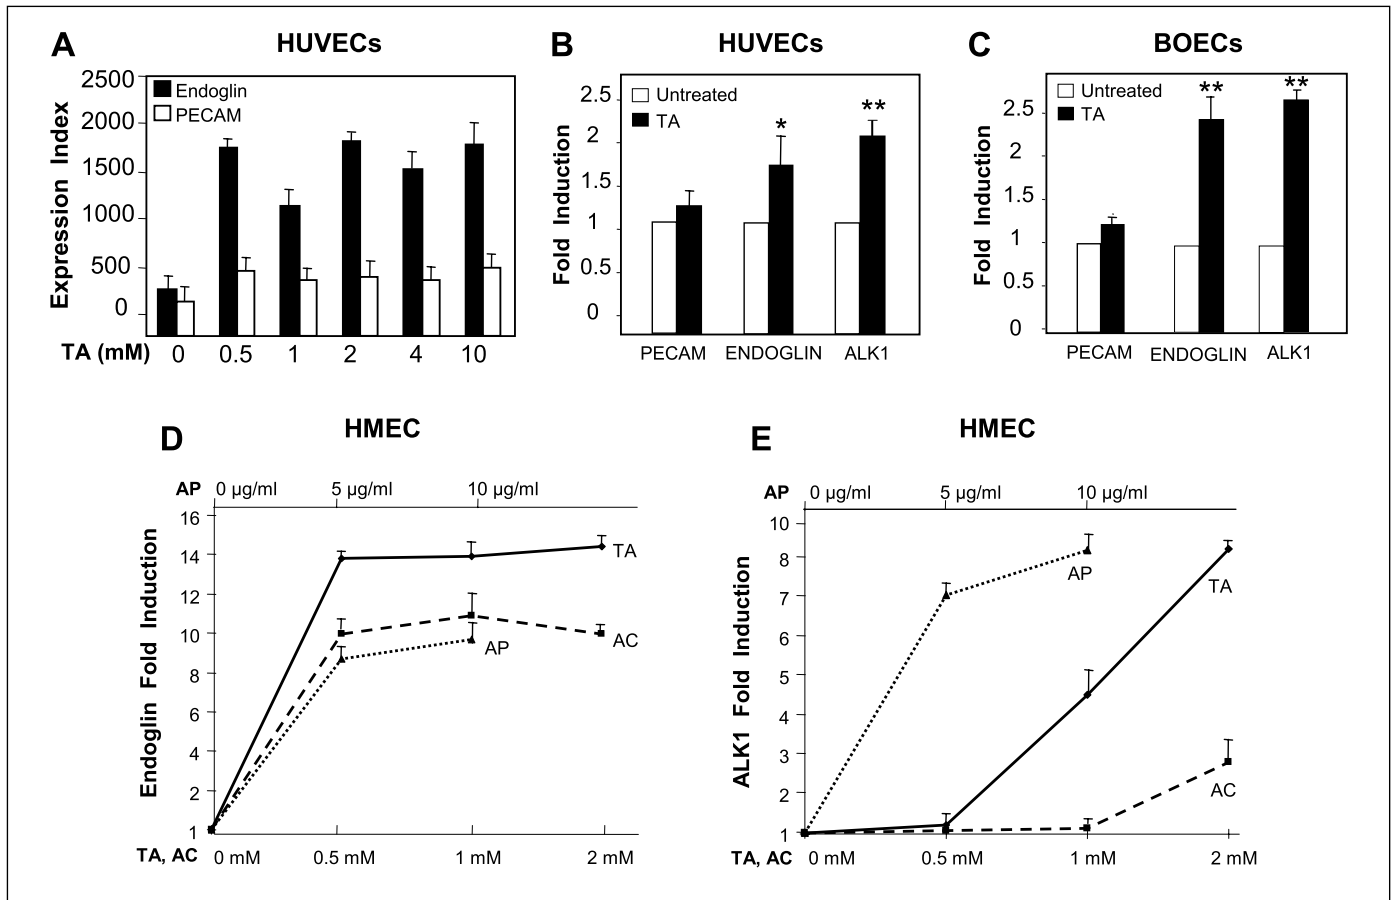 A HUVECs
Endoglin
PECAM
Expression Index
2500
2000
1500
1000
500
0
TA (mM) 0 0.5 1 2 4 10
B HUVECs
Untreated
TA
Fold Induction
2.5
2
1.5
1
0.5
0
*
**
PECAM ENDOGLIN ALK1
C BOECs
Untreated
TA
Fold Induction
2.5
2
1.5
1
0.5
0
**
**
PECAM ENDOGLIN ALK1
D HMEC
AP 0 µg/ml 5 µg/ml 10 µg/ml
Endoglin Fold Induction
16
14
12
10
8
6
4
2
1
TA
AC
AP
TA, AC 0 mM 0.5 mM 1 mM 2 mM
E HMEC
AP 0 µg/ml 5 µg/ml 10 µg/ml
ALK1 Fold Induction
10
8
7
6
5
4
3
2
1
AP
TA
AC
TA, AC 0 mM 0.5 mM 1 mM 2 mM